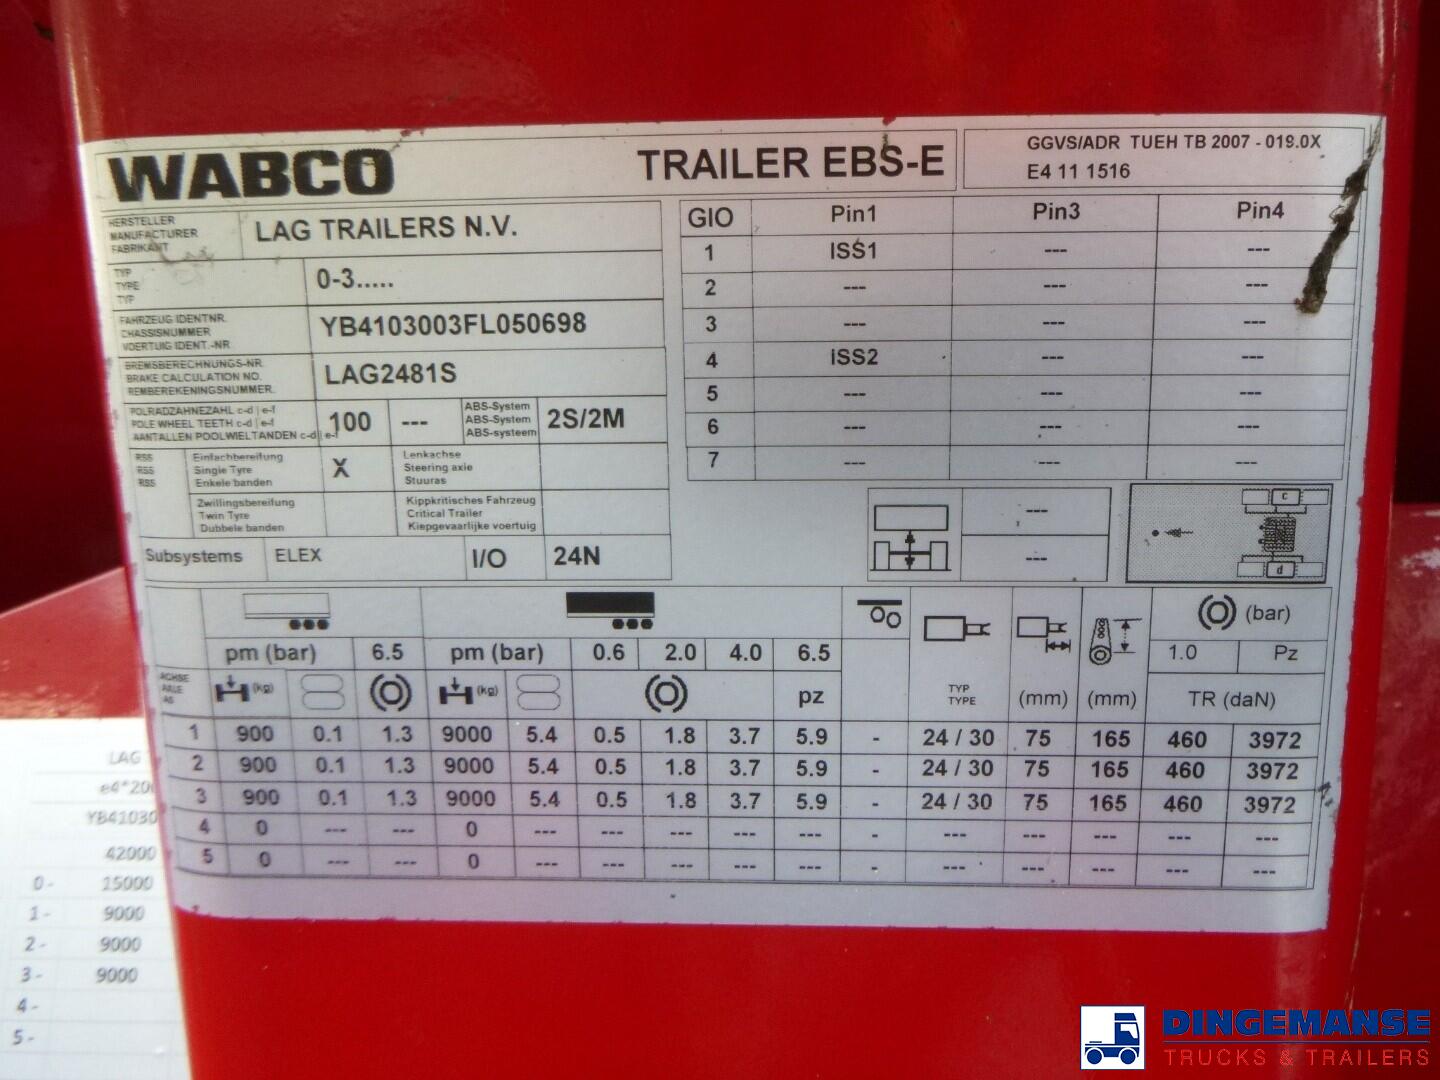 WABCO
TRAILER EBS-E
GGVS/ADR TUEH TB 2007 - 019.0X
E4 11 1516
HERSTELLER
MANUFACTURER
FABRIKANT
LAG TRAILERS N.V.
TYP
TYPE
TYP
0-3.....
FAHRZEUG IDENTNR.
CHASSISNUMMER
VOERTUIG IDENT.-NR
YB4103003FL050698
BREMSBERECHNUNGS-NR.
BRAKE CALCULATION NO.
REMBEREKENINGSNUMMER.
LAG2481S
POLRADZAHNEZAHL c-d | e-f
POLE WHEEL TEETH c-d | e-f
AANTALLEN POOLWIELTANDEN c-d | e-f
100 ---
ABS-System
ABS-System
ABS-systeem
2S/2M
RSS
RSS
RSS
Einfachbereifung
Single Tyre
Enkele banden
X
Lenkachse
Steering axle
Stuuras
Zwillingsbereifung
Twin Tyre
Dubbele banden
Kippkritisches Fahrzeug
Critical Trailer
Kiepgevaarlijke voertuig
Subsystems ELEX I/O 24N
GIO Pin1 Pin3 Pin4
1 ISS1 --- ---
2 --- --- ---
3 --- --- ---
4 ISS2 --- ---
5 --- --- ---
6 --- --- ---
7 --- --- ---
---
---
c
d
pm (bar) 6.5 pm (bar) 0.6 2.0 4.0 6.5
(bar)
1.0 Pz
ACHSE
AXLE
AS
(kg) (kg) pz
TYP
TYPE
(mm) (mm) TR (daN)
1 900 0.1 1.3 9000 5.4 0.5 1.8 3.7 5.9 - 24 / 30 75 165 460 3972
2 900 0.1 1.3 9000 5.4 0.5 1.8 3.7 5.9 - 24 / 30 75 165 460 3972
3 900 0.1 1.3 9000 5.4 0.5 1.8 3.7 5.9 - 24 / 30 75 165 460 3972
4 0 --- --- 0 --- --- --- --- --- - --- --- --- --- ---
5 0 --- --- 0 --- --- --- --- --- - --- --- --- --- ---
LAG
e4*20
YB41030
42000
0- 15000
1- 9000
2- 9000
3- 9000
4-
5-
DINGEMANSE
TRUCKS & TRAILERS